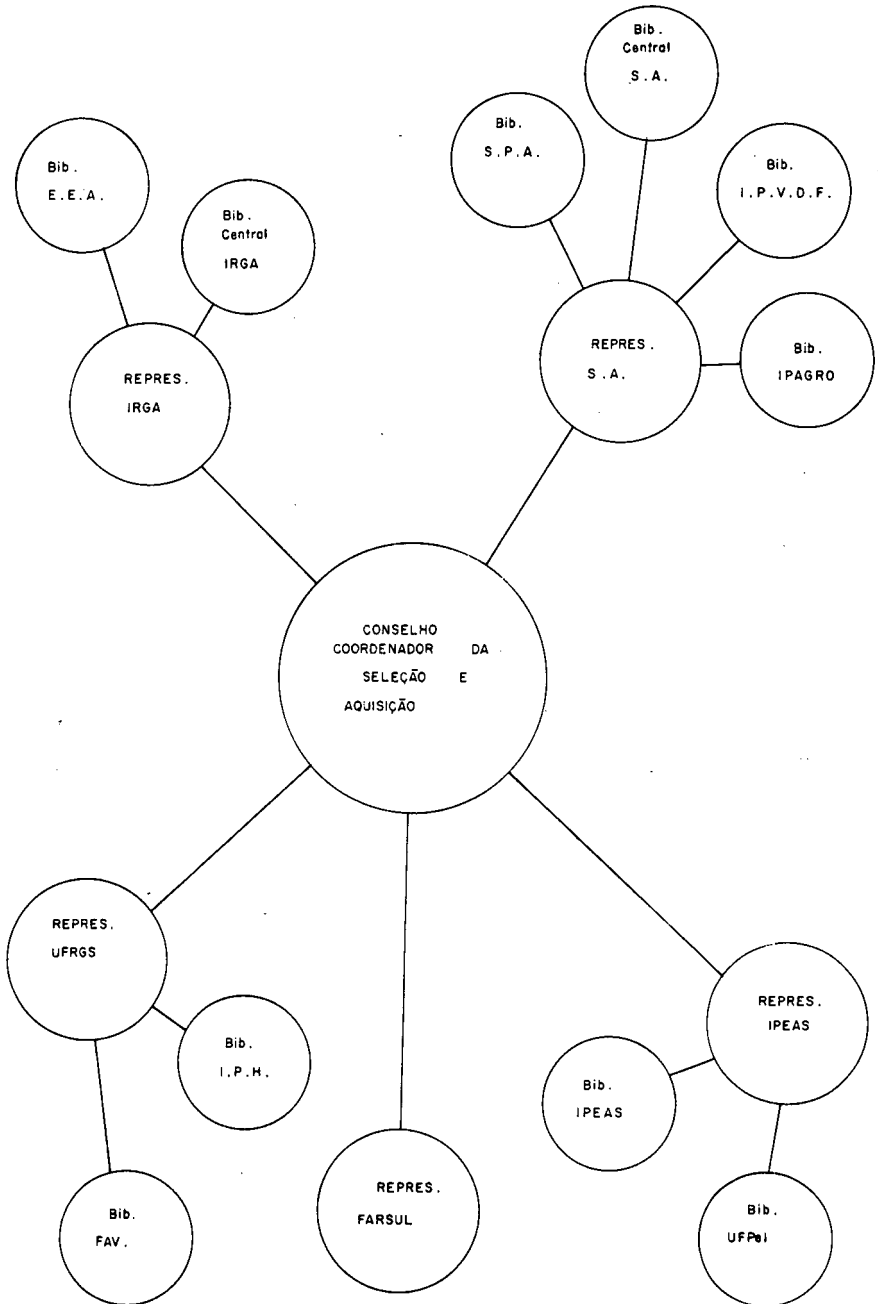 Bib.
Central
S.A.
Bib.
S.P.A.
Bib.
I.P.V.D.F.
Bib.
E.E.A.
Bib.
Central
IRGA
REPRES.
S.A.
Bib.
IPAGRO
REPRES.
IRGA
CONSELHO
COORDENADOR DA
SELEÇÃO E
AQUISIÇÃO
REPRES.
UFRGS
REPRES.
IPEAS
Bib.
I.P.H.
Bib.
IPEAS
REPRES.
FARSUL
Bib.
FAV.
Bib.
UFPel